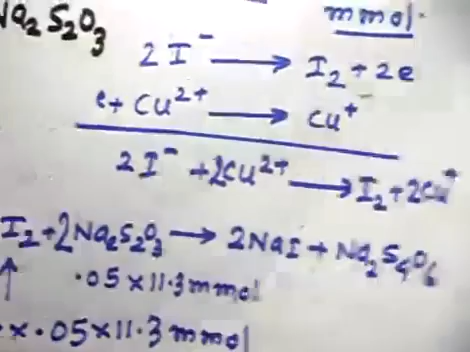 Na₂S₂O₃
mmol.
2I⁻ ⟶ I₂ + 2e
e + Cu²⁺ ⟶ Cu⁺
2I⁻ + 2Cu²⁺ ⟶ I₂ + 2Cu⁺
I₂ + 2Na₂S₂O₃ ⟶ 2NaI + Na₂S₄O₆
↑ .05 × 11.3 mmol
× .05 × 11.3 mmol